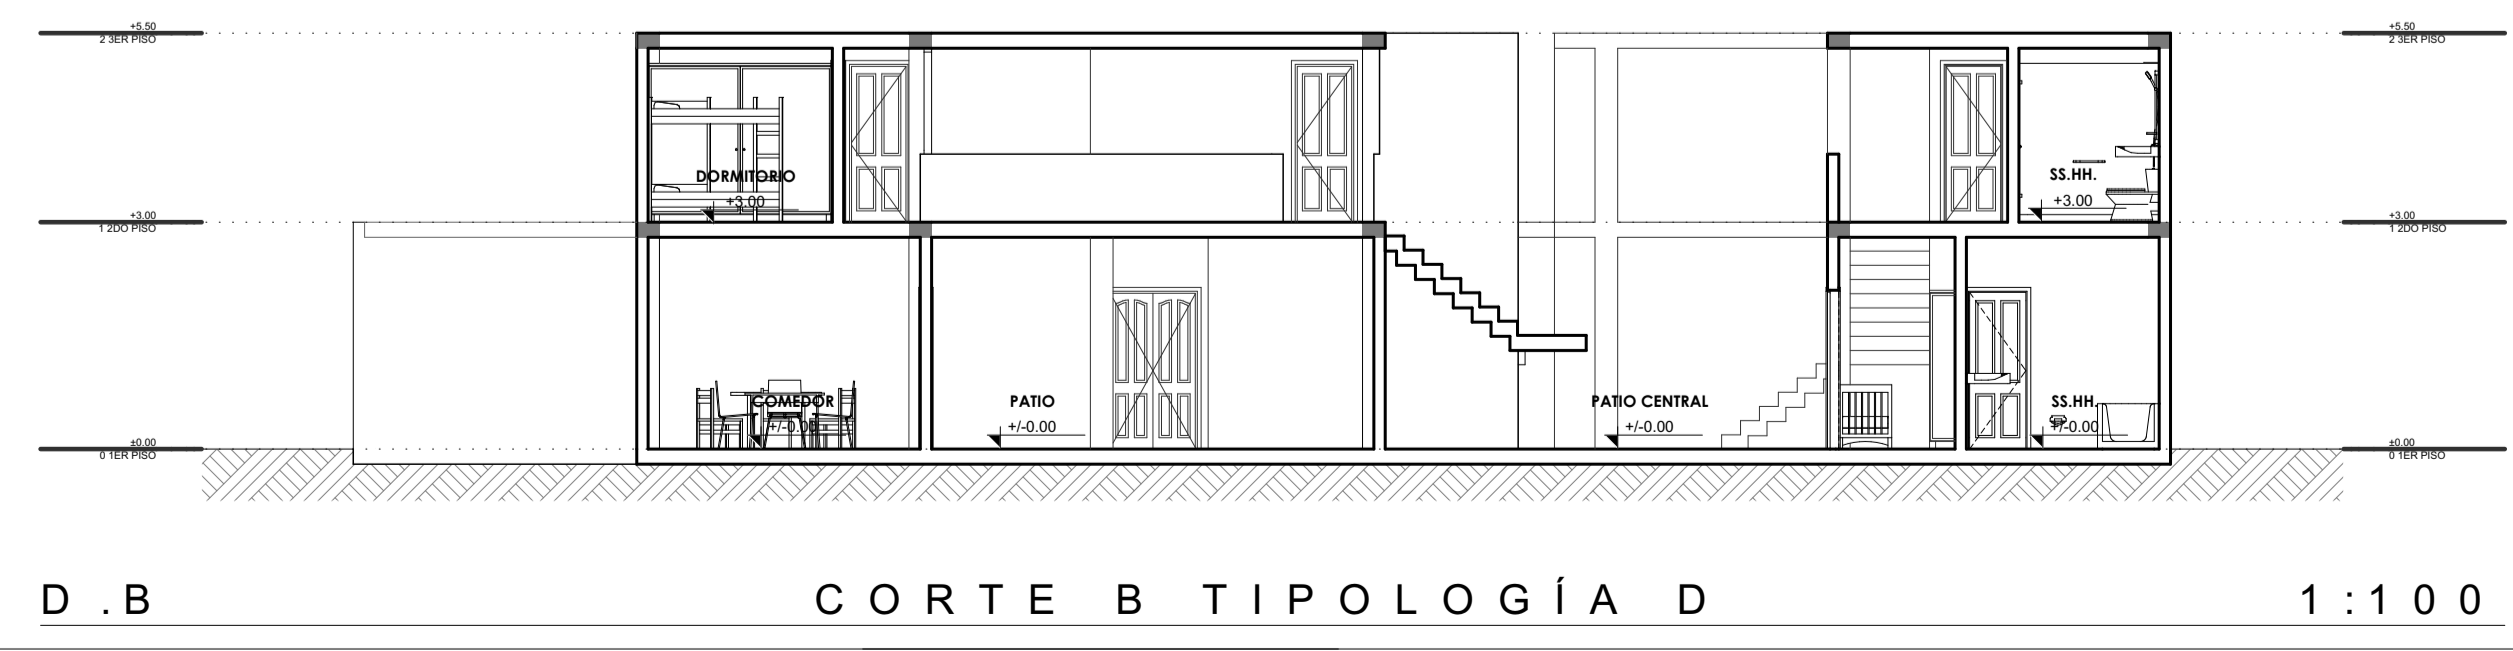 +5.50
2 3ER PISO
+5.50
2 3ER PISO
DORMITORIO
+3.00
SS.HH.
+3.00
+3.00
1 2DO PISO
+3.00
1 2DO PISO
COMEDOR
+/-0.00
PATIO
+/-0.00
PATIO CENTRAL
+/-0.00
SS.HH.
+/-0.00
±0.00
0 1ER PISO
±0.00
0 1ER PISO
D .B CORTE B TIPOLOGÍA D 1:100